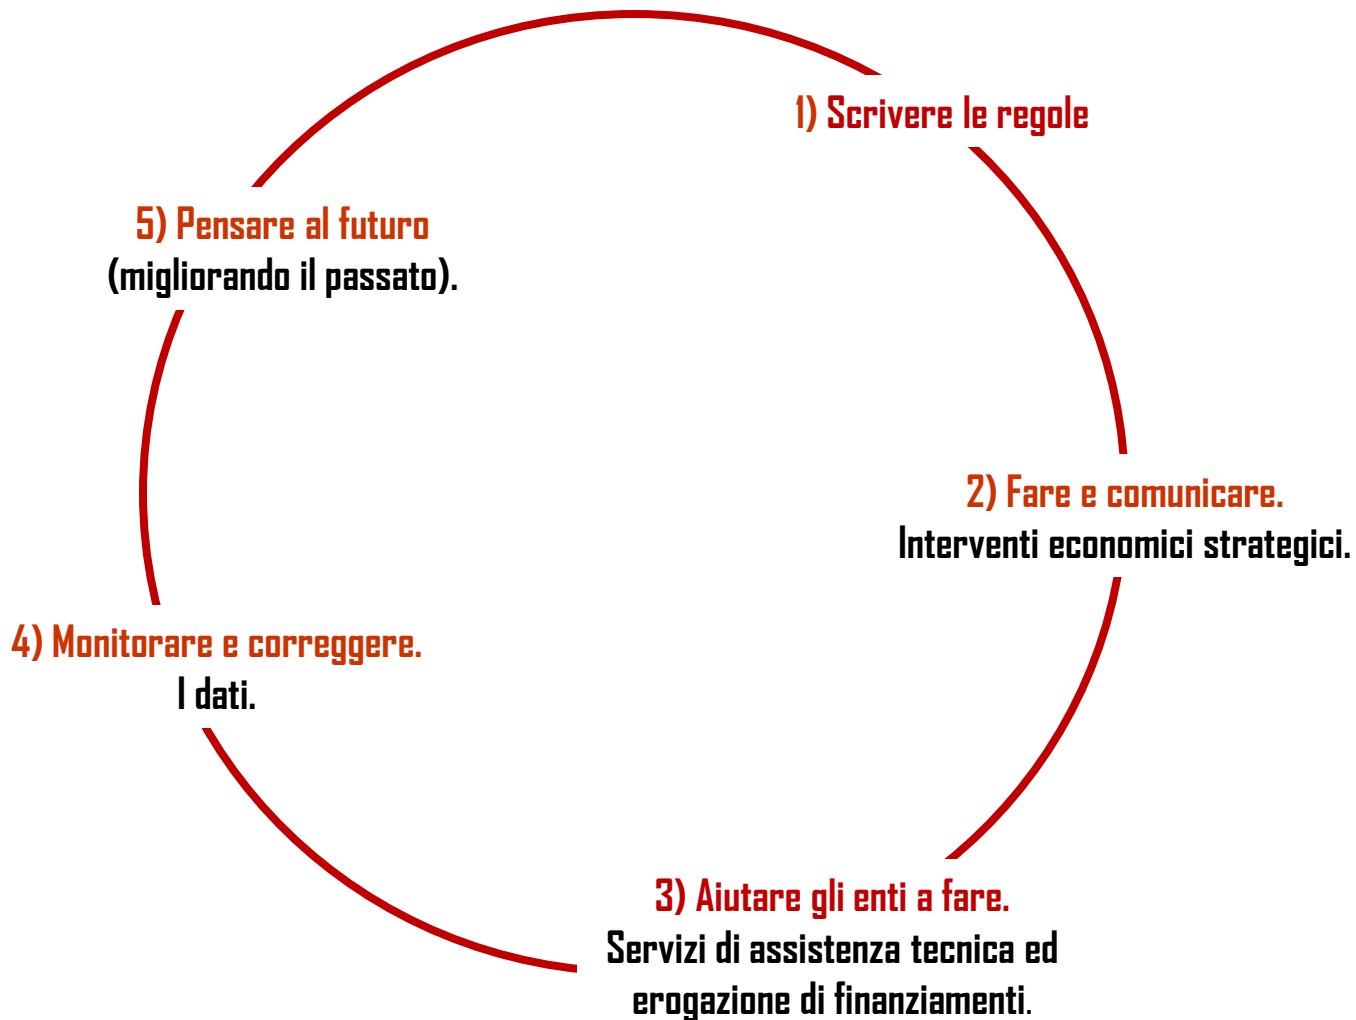 1) Scrivere le regole
2) Fare e comunicare.
Interventi economici strategici.
3) Aiutare gli enti a fare.
Servizi di assistenza tecnica ed
erogazione di finanziamenti.
4) Monitorare e correggere.
I dati.
5) Pensare al futuro
(migliorando il passato).